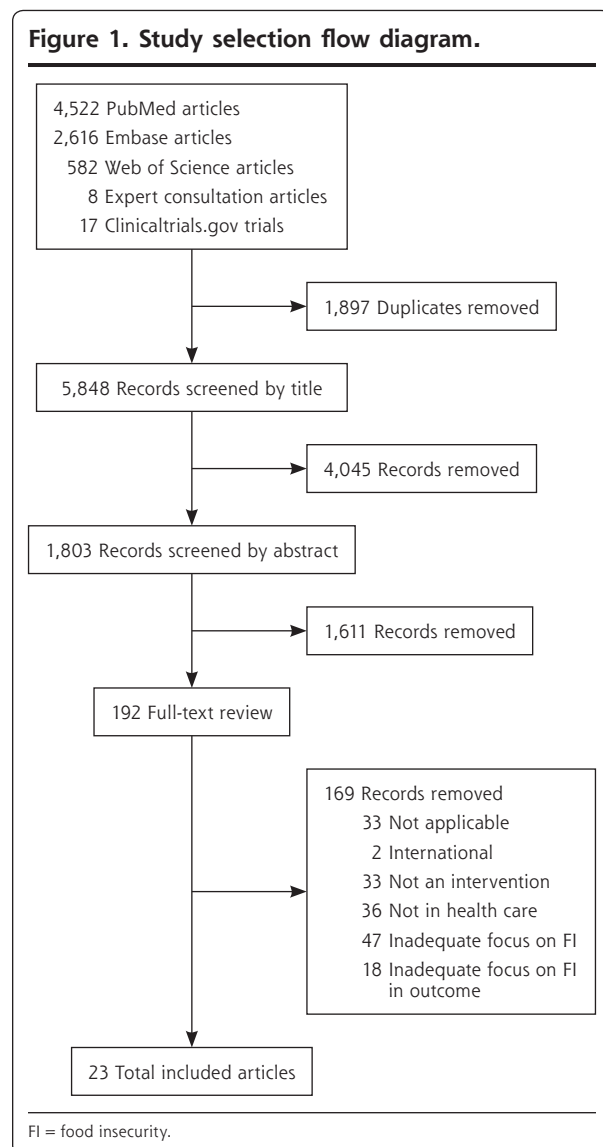 Figure 1. Study selection flow diagram.
4,522 PubMed articles
2,616 Embase articles
582 Web of Science articles
8 Expert consultation articles
17 Clinicaltrials.gov trials
1,897 Duplicates removed
5,848 Records screened by title
4,045 Records removed
1,803 Records screened by abstract
1,611 Records removed
192 Full-text review
169 Records removed
33 Not applicable
2 International
33 Not an intervention
36 Not in health care
47 Inadequate focus on FI
18 Inadequate focus on FI
in outcome
23 Total included articles
FI = food insecurity.